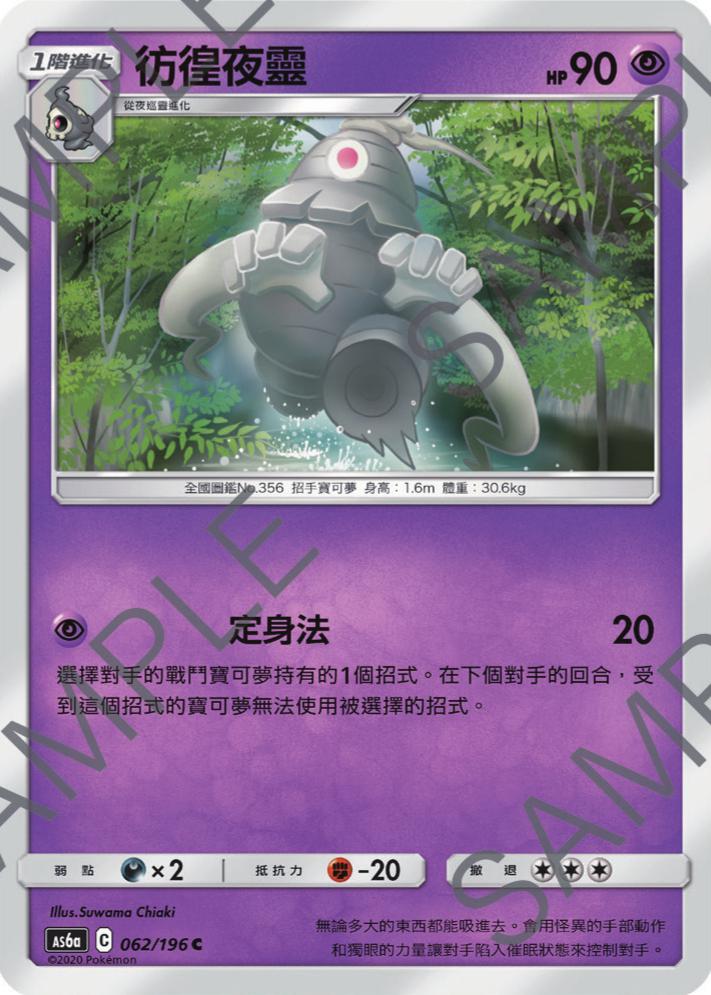 1階進化 彷徨夜靈 HP 90
從夜巡靈進化
全國圖鑑No.356 招手寶可夢 身高：1.6m 體重：30.6kg
定身法 20
選擇對手的戰鬥寶可夢持有的1個招式。在下個對手的回合，受
到這個招式的寶可夢無法使用被選擇的招式。
弱點 ×2 抵抗力 -20 撤退
Illus.Suwama Chiaki
無論多大的東西都能吸進去。會用怪異的手部動作
AS6a C 062/196 C
和獨眼的力量讓對手陷入催眠狀態來控制對手。
©2020 Pokémon
SAMPLE
SAMPLE
SAMPLE
SAMPLE
SAMPLE